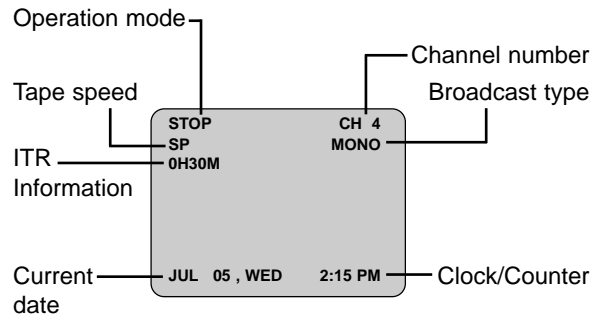 Operation mode
Channel number
Tape speed
Broadcast type
STOP CH 4
SP MONO
ITR
Information
0H30M
Current
date
JUL 05 , WED 2:15 PM
Clock/Counter